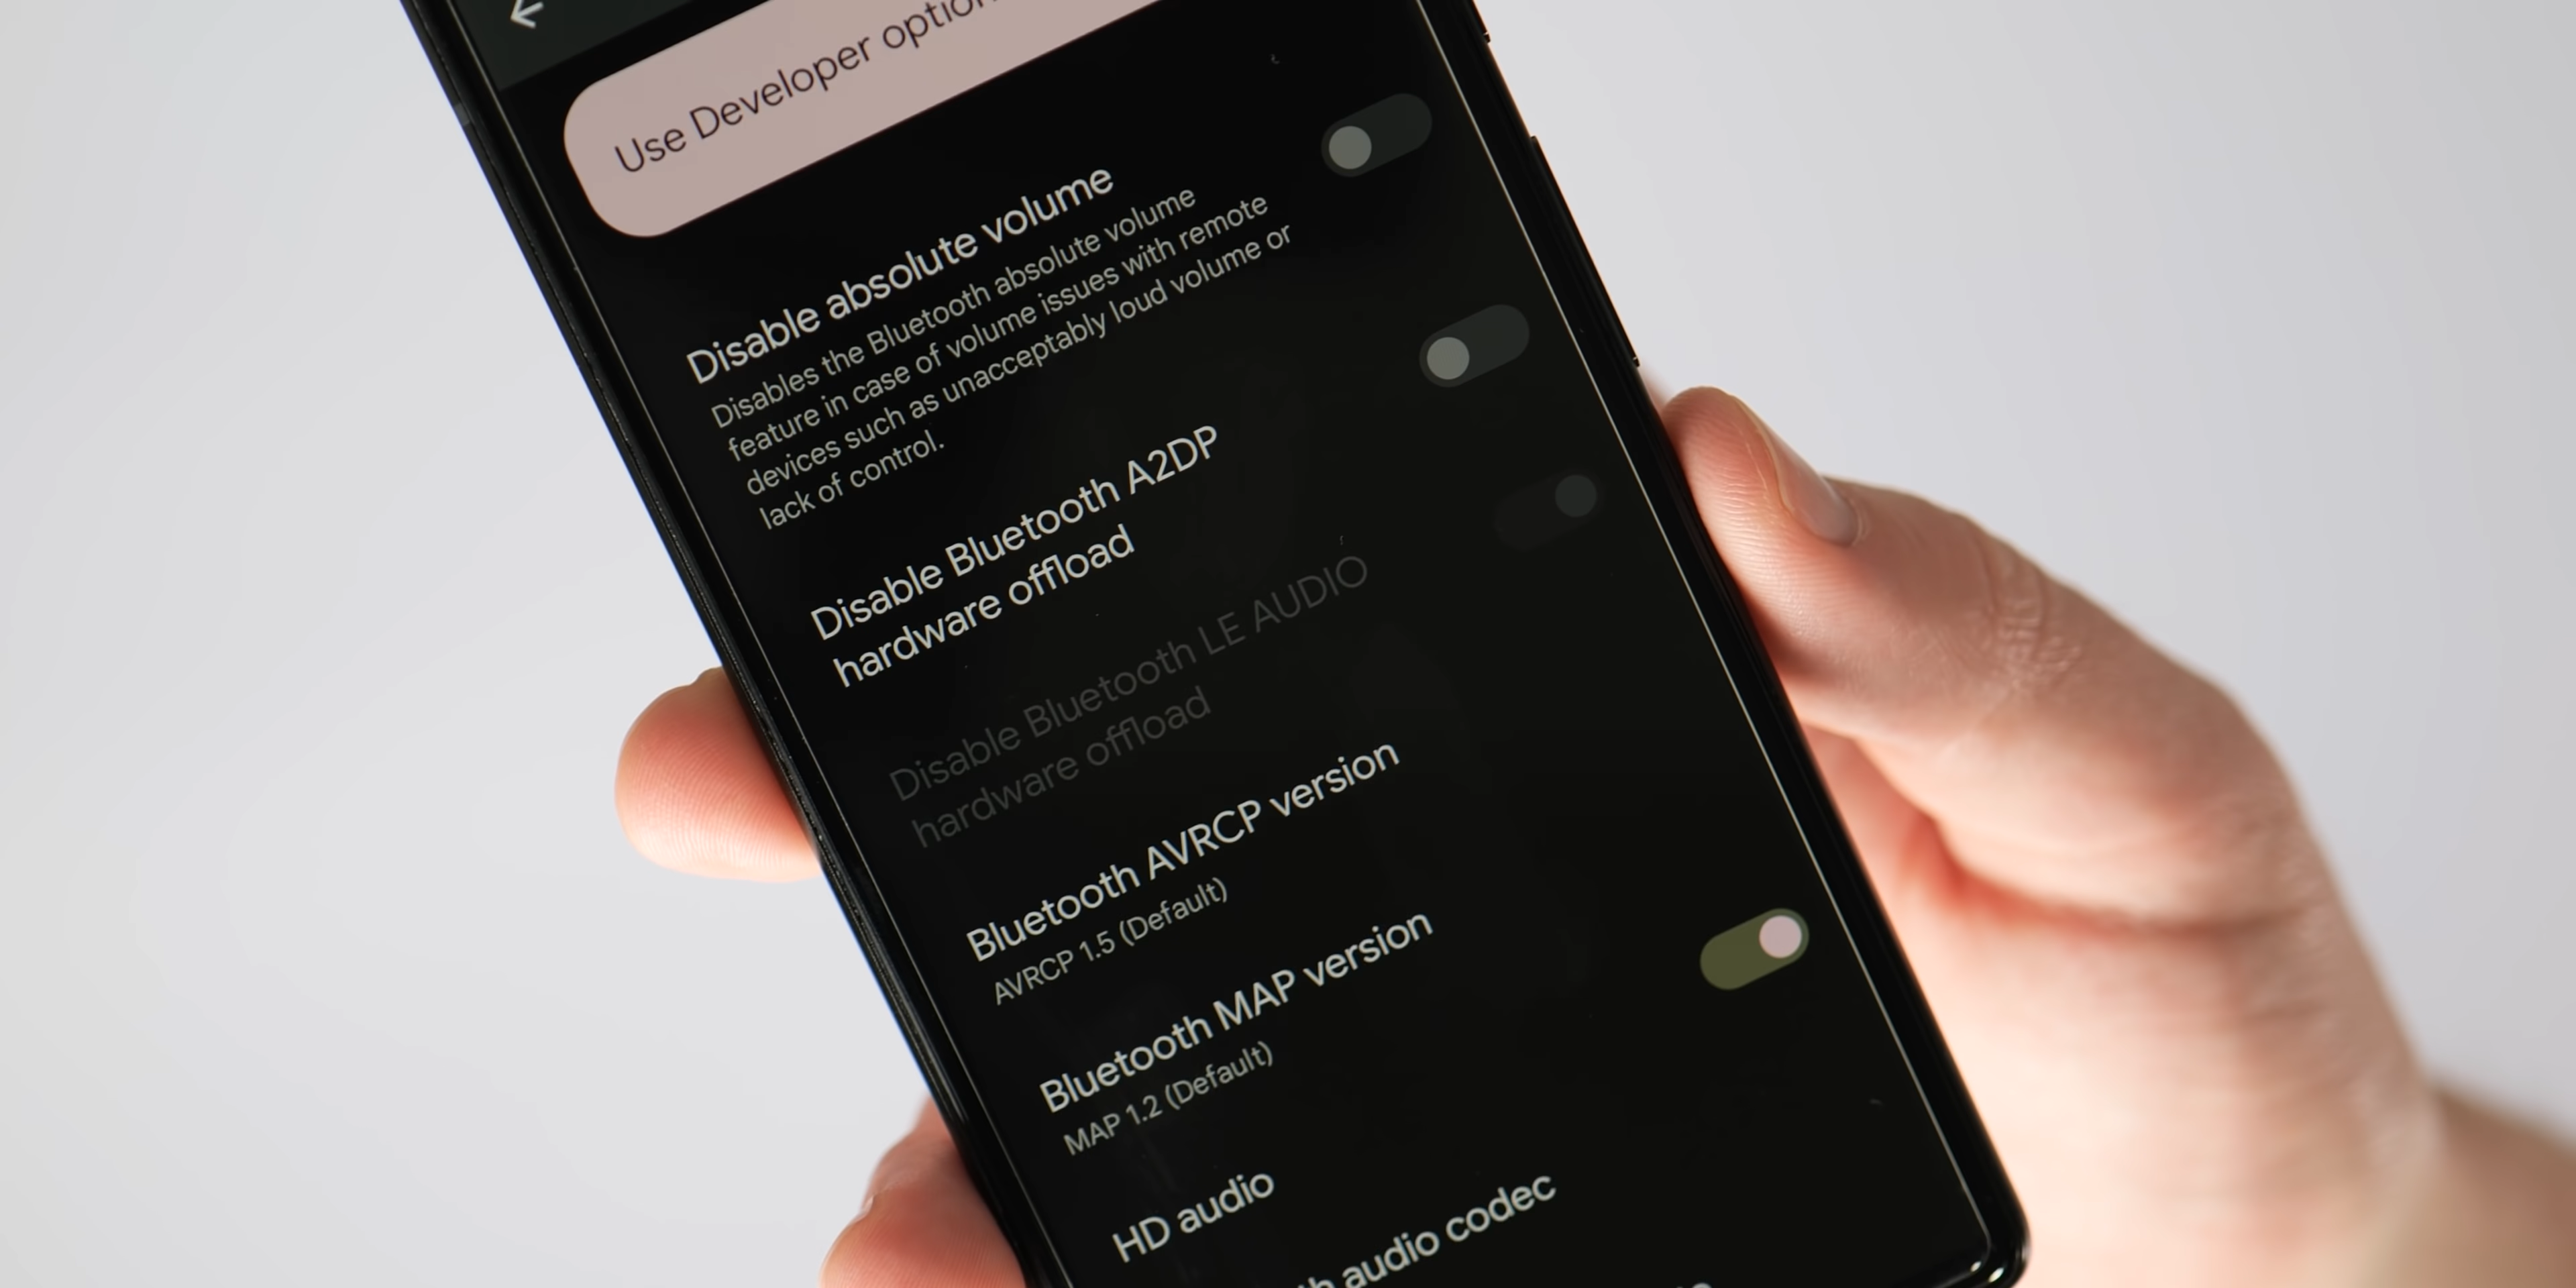 Use Developer option
Disable absolute volume
Disables the Bluetooth absolute volume
feature in case of volume issues with remote
devices such as unacceptably loud volume or
lack of control.
Disable Bluetooth A2DP
hardware offload
Disable Bluetooth LE AUDIO
hardware offload
Bluetooth AVRCP version
AVRCP 1.5 (Default)
Bluetooth MAP version
MAP 1.2 (Default)
HD audio
audio codec